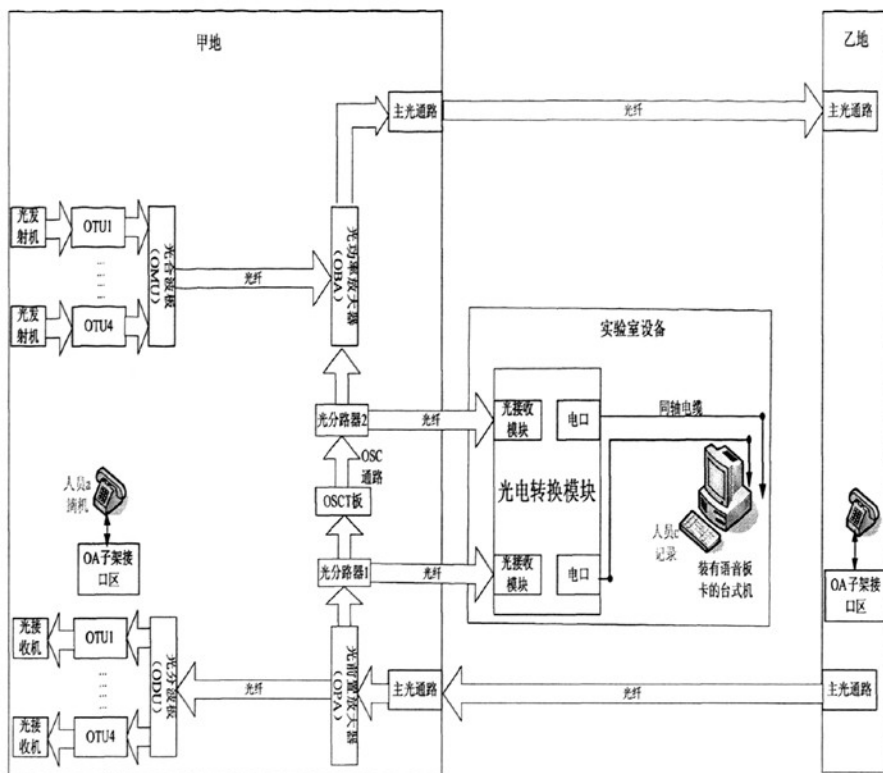 甲地
乙地
主光通路
光纤
主光通路
光发
射机
OTU1
光合波板
（OMU）
光纤
光功率放大器
（OBA）
光发
射机
OTU4
实验室设备
光分路器2
光纤
光接收
模块
电口
同轴电缆
OSC
通路
人员a
摘机
OSCT板
光电转换模块
人员c
记录
OA子架接
口区
光分路器1
光纤
光接收
模块
电口
装有语音板
卡的台式机
OA子架接
口区
光接
收机
OTU1
光分波板
（ODU）
光纤
光前置放大器
（OPA）
主光通路
光纤
主光通路
光接
收机
OTU4